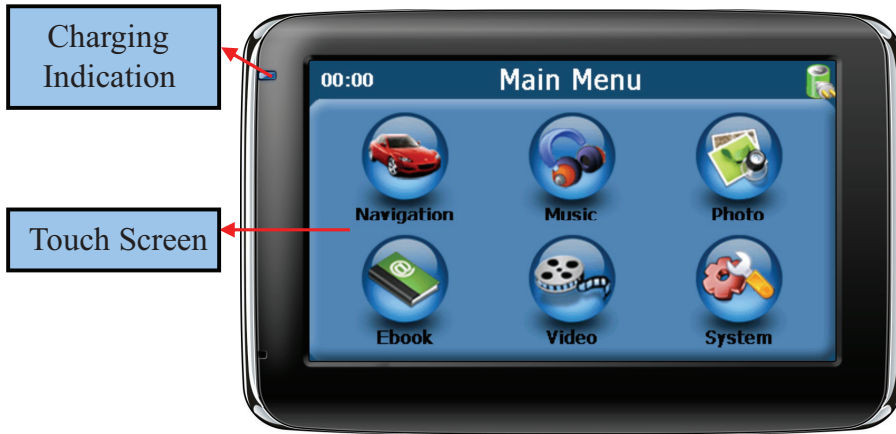 Charging
Indication
00:00 Main Menu
Navigation Music Photo
Touch Screen
Ebook Video System